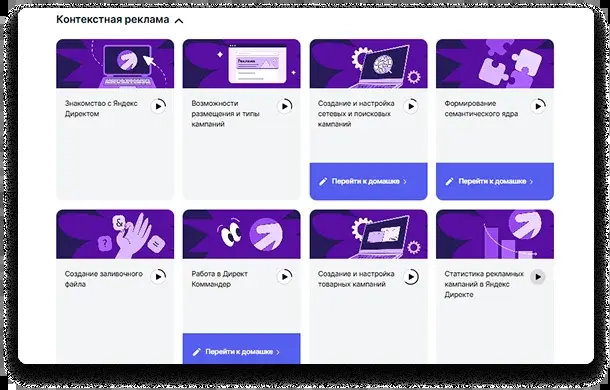 Контекстная реклама
Реклама
Знакомство с Яндекс
Директом
Возможности
размещения и типы
кампаний
Создание и настройка
сетевых и поисковых
кампаний
Формирование
семантического ядра
Перейти к домашке
Перейти к домашке
&
?
Создание заливочного
файла
Работа в Директ
Коммандер
Создание и настройка
товарных кампаний
Статистика рекламных
кампаний в Яндекс
Директе
Перейти к домашке